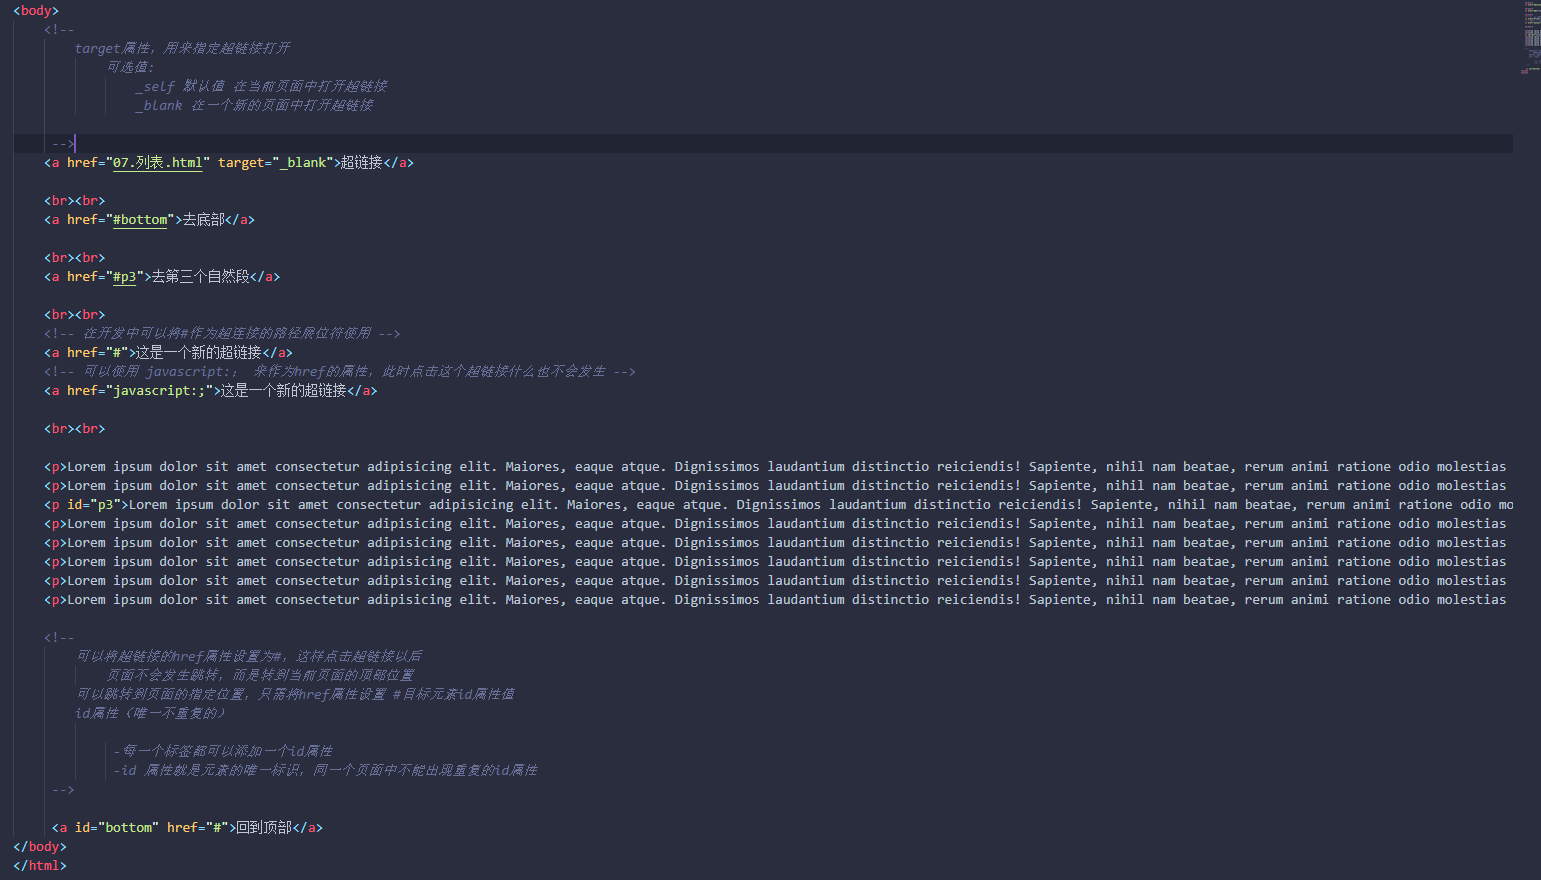 <body>
<!--
target属性，用来指定超链接打开
可选值：
_self 默认值 在当前页面中打开超链接
_blank 在一个新的页面中打开超链接
-->
<a href="07.列表.html" target="_blank">超链接</a>
<br><br>
<a href="#bottom">去底部</a>
<br><br>
<a href="#p3">去第三个自然段</a>
<br><br>
<!-- 在开发中可以将#作为超连接的路径展位符使用 -->
<a href="#">这是一个新的超链接</a>
<!-- 可以使用 javascript:; 来作为href的属性，此时点击这个超链接什么也不会发生 -->
<a href="javascript:;">这是一个新的超链接</a>
<br><br>
<p>Lorem ipsum dolor sit amet consectetur adipisicing elit. Maiores, eaque atque. Dignissimos laudantium distinctio reiciendis! Sapiente, nihil nam beatae, rerum animi ratione odio molestias
<p>Lorem ipsum dolor sit amet consectetur adipisicing elit. Maiores, eaque atque. Dignissimos laudantium distinctio reiciendis! Sapiente, nihil nam beatae, rerum animi ratione odio molestias
<p id="p3">Lorem ipsum dolor sit amet consectetur adipisicing elit. Maiores, eaque atque. Dignissimos laudantium distinctio reiciendis! Sapiente, nihil nam beatae, rerum animi ratione odio mo
<p>Lorem ipsum dolor sit amet consectetur adipisicing elit. Maiores, eaque atque. Dignissimos laudantium distinctio reiciendis! Sapiente, nihil nam beatae, rerum animi ratione odio molestias
<p>Lorem ipsum dolor sit amet consectetur adipisicing elit. Maiores, eaque atque. Dignissimos laudantium distinctio reiciendis! Sapiente, nihil nam beatae, rerum animi ratione odio molestias
<p>Lorem ipsum dolor sit amet consectetur adipisicing elit. Maiores, eaque atque. Dignissimos laudantium distinctio reiciendis! Sapiente, nihil nam beatae, rerum animi ratione odio molestias
<p>Lorem ipsum dolor sit amet consectetur adipisicing elit. Maiores, eaque atque. Dignissimos laudantium distinctio reiciendis! Sapiente, nihil nam beatae, rerum animi ratione odio molestias
<p>Lorem ipsum dolor sit amet consectetur adipisicing elit. Maiores, eaque atque. Dignissimos laudantium distinctio reiciendis! Sapiente, nihil nam beatae, rerum animi ratione odio molestias
<!--
可以将超链接的href属性设置为#，这样点击超链接以后
页面不会发生跳转，而是转到当前页面的顶部位置
可以跳转到页面的指定位置，只需将href属性设置 #目标元素id属性值
id属性（唯一不重复的）
-每一个标签都可以添加一个id属性
-id 属性就是元素的唯一标识，同一个页面中不能出现重复的id属性
-->
<a id="bottom" href="#">回到顶部</a>
</body>
</html>